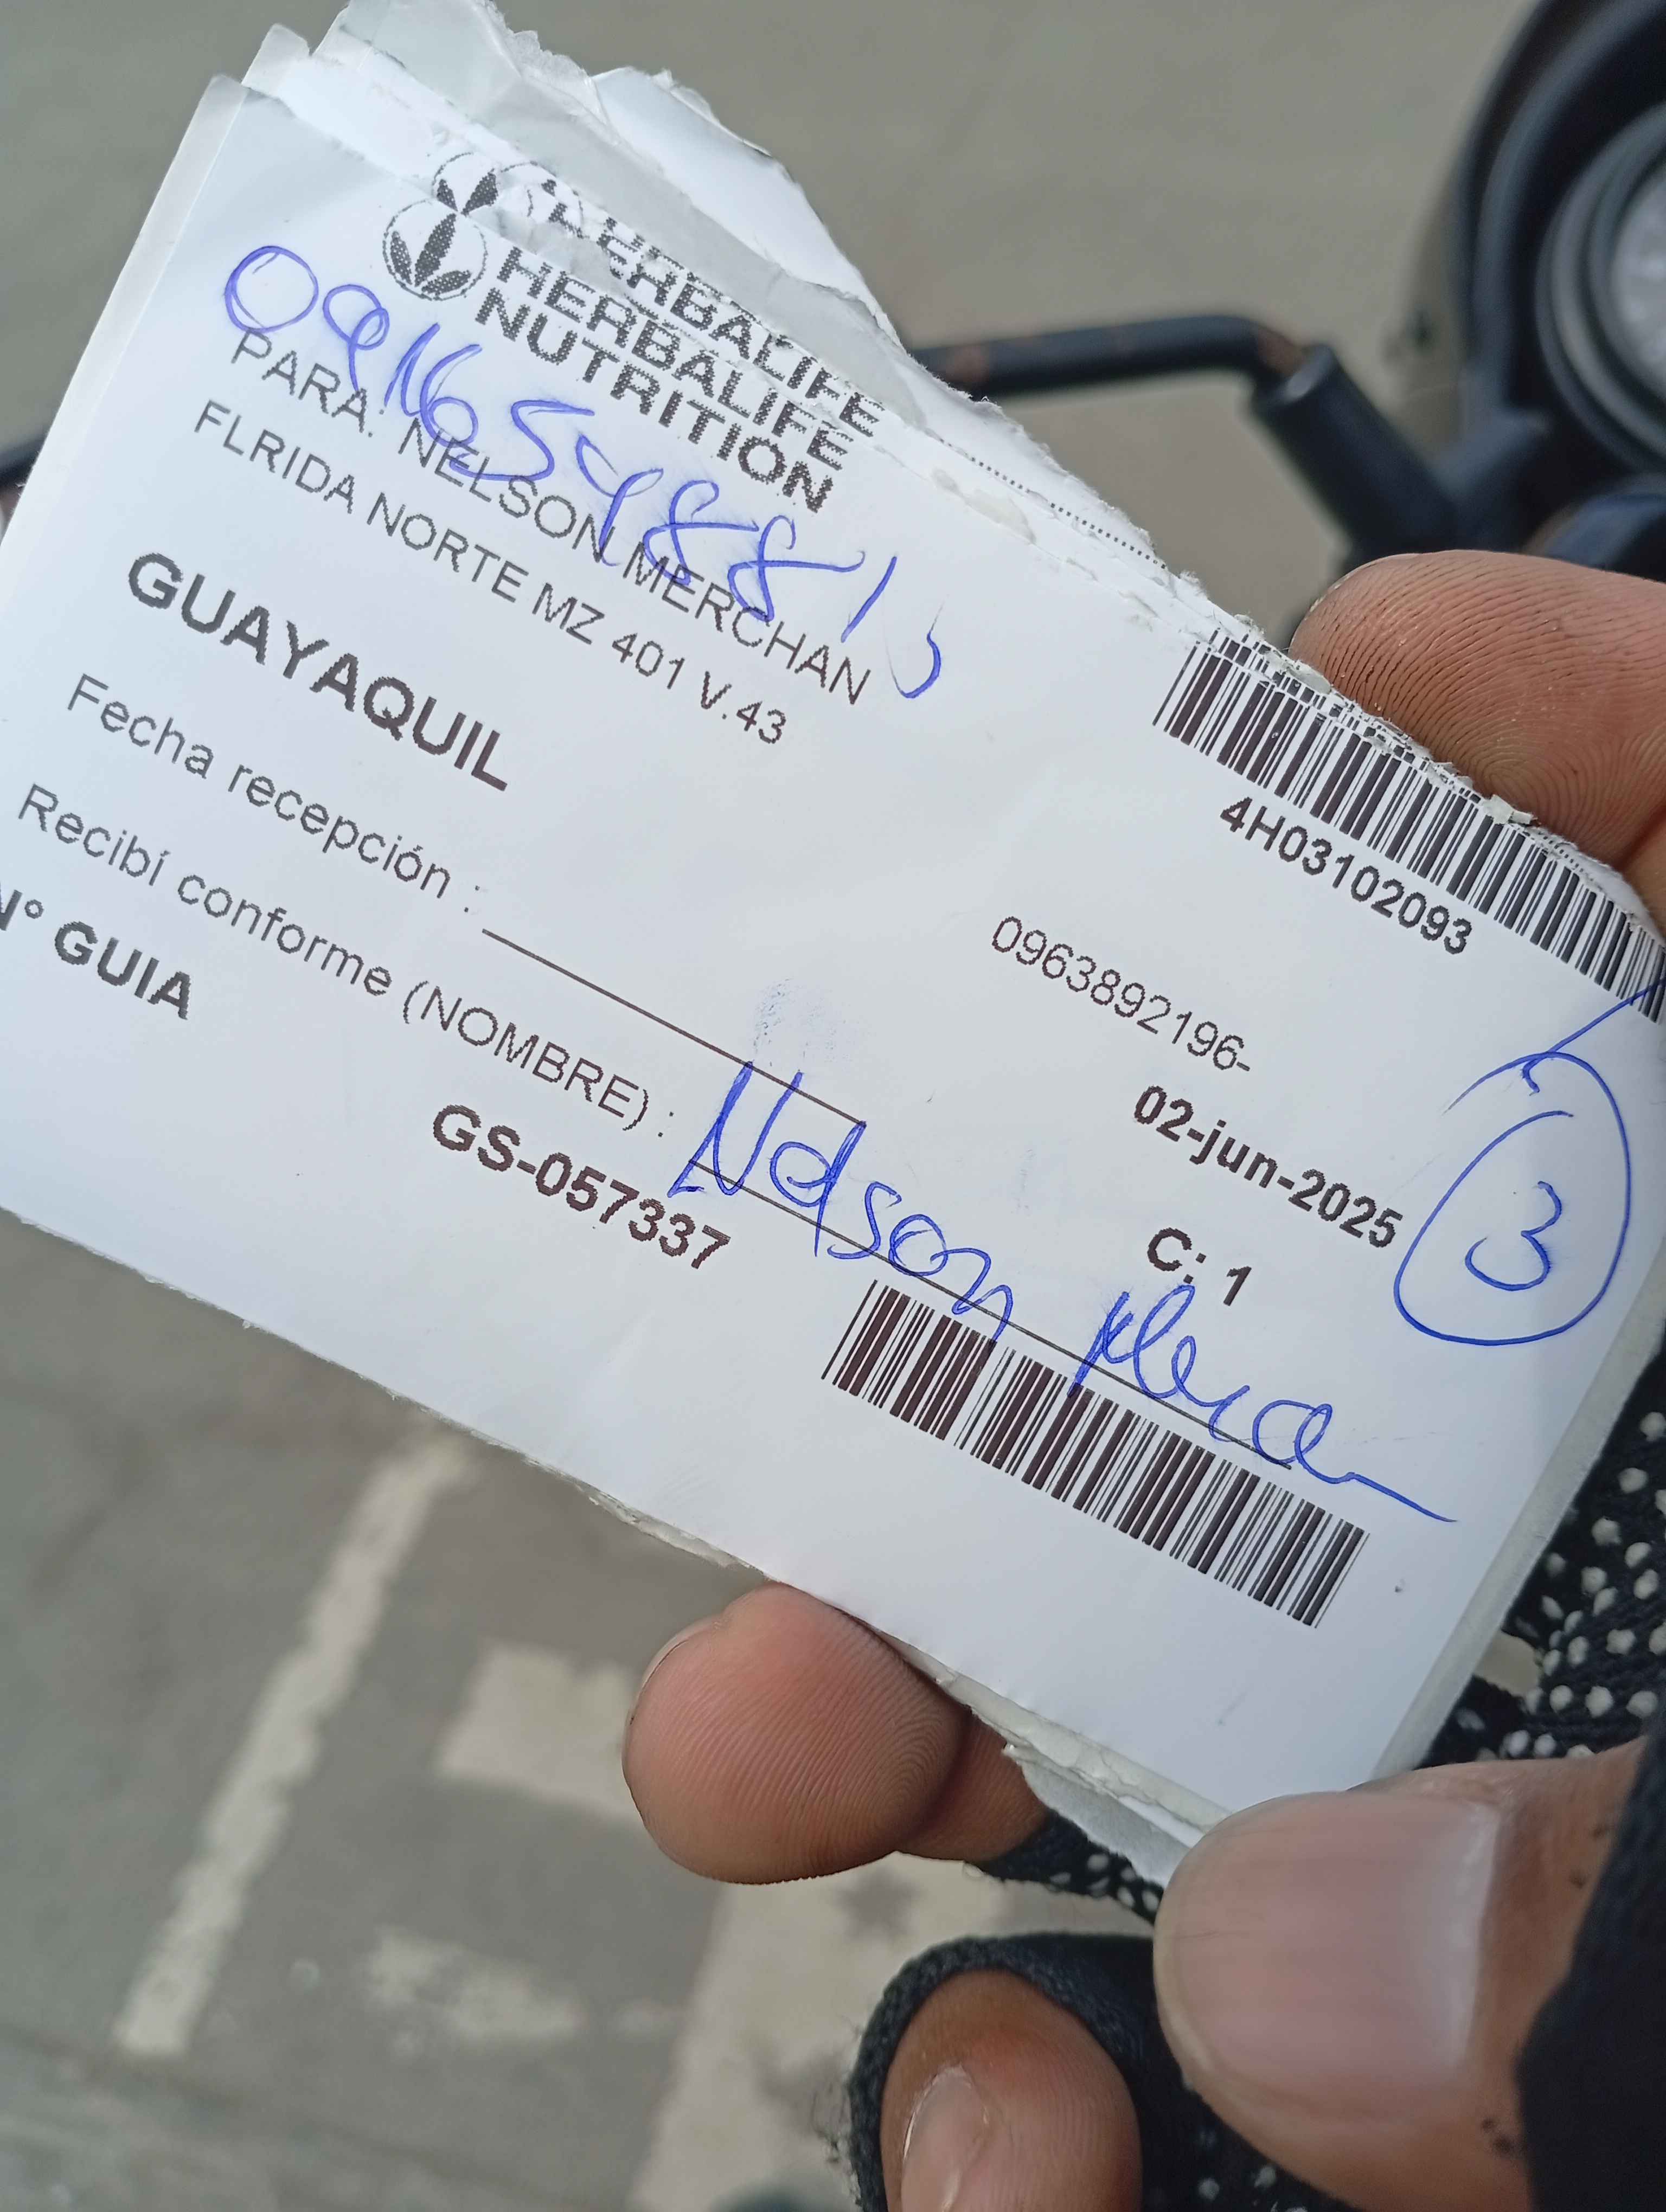 HERBALIFE
HERBALIFE
NUTRITION
PARA: NELSON MERCHAN
FLRIDA NORTE MZ 401 V.43
GUAYAQUIL
4H03102093
0963892196-
02-jun-2025
Fecha recepción :
C: 1
3
Recibí conforme (NOMBRE) : Nelson
N° GUIA
GS-057337